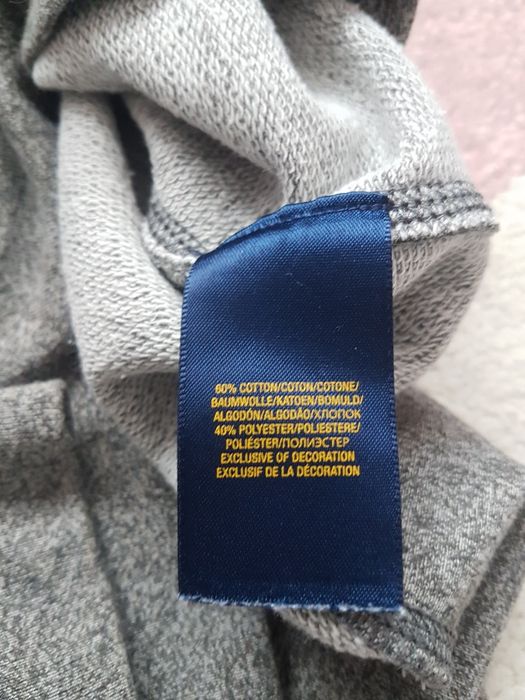 60% COTTON/COTON/COTONE/
BAUMWOLLE/KATOEN/BOMULD/
ALGODÓN/ALGODÃO/ХЛОПОК
40% POLYESTER/POLIESTERE/
POLIÉSTER/ПОЛИЭСТЕР
EXCLUSIVE OF DECORATION
EXCLUSIF DE LA DÉCORATION